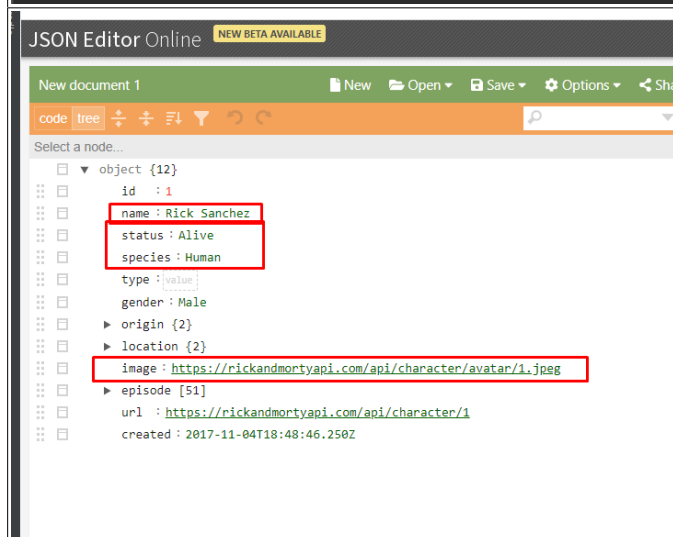 JSON Editor Online NEW BETA AVAILABLE
New document 1 New Open Save Options Sha
code tree
Select a node...
object {12}
id : 1
name : Rick Sanchez
status : Alive
species : Human
type : value
gender : Male
origin {2}
location {2}
image : https://rickandmortyapi.com/api/character/avatar/1.jpeg
episode [51]
url : https://rickandmortyapi.com/api/character/1
created : 2017-11-04T18:48:46.250Z